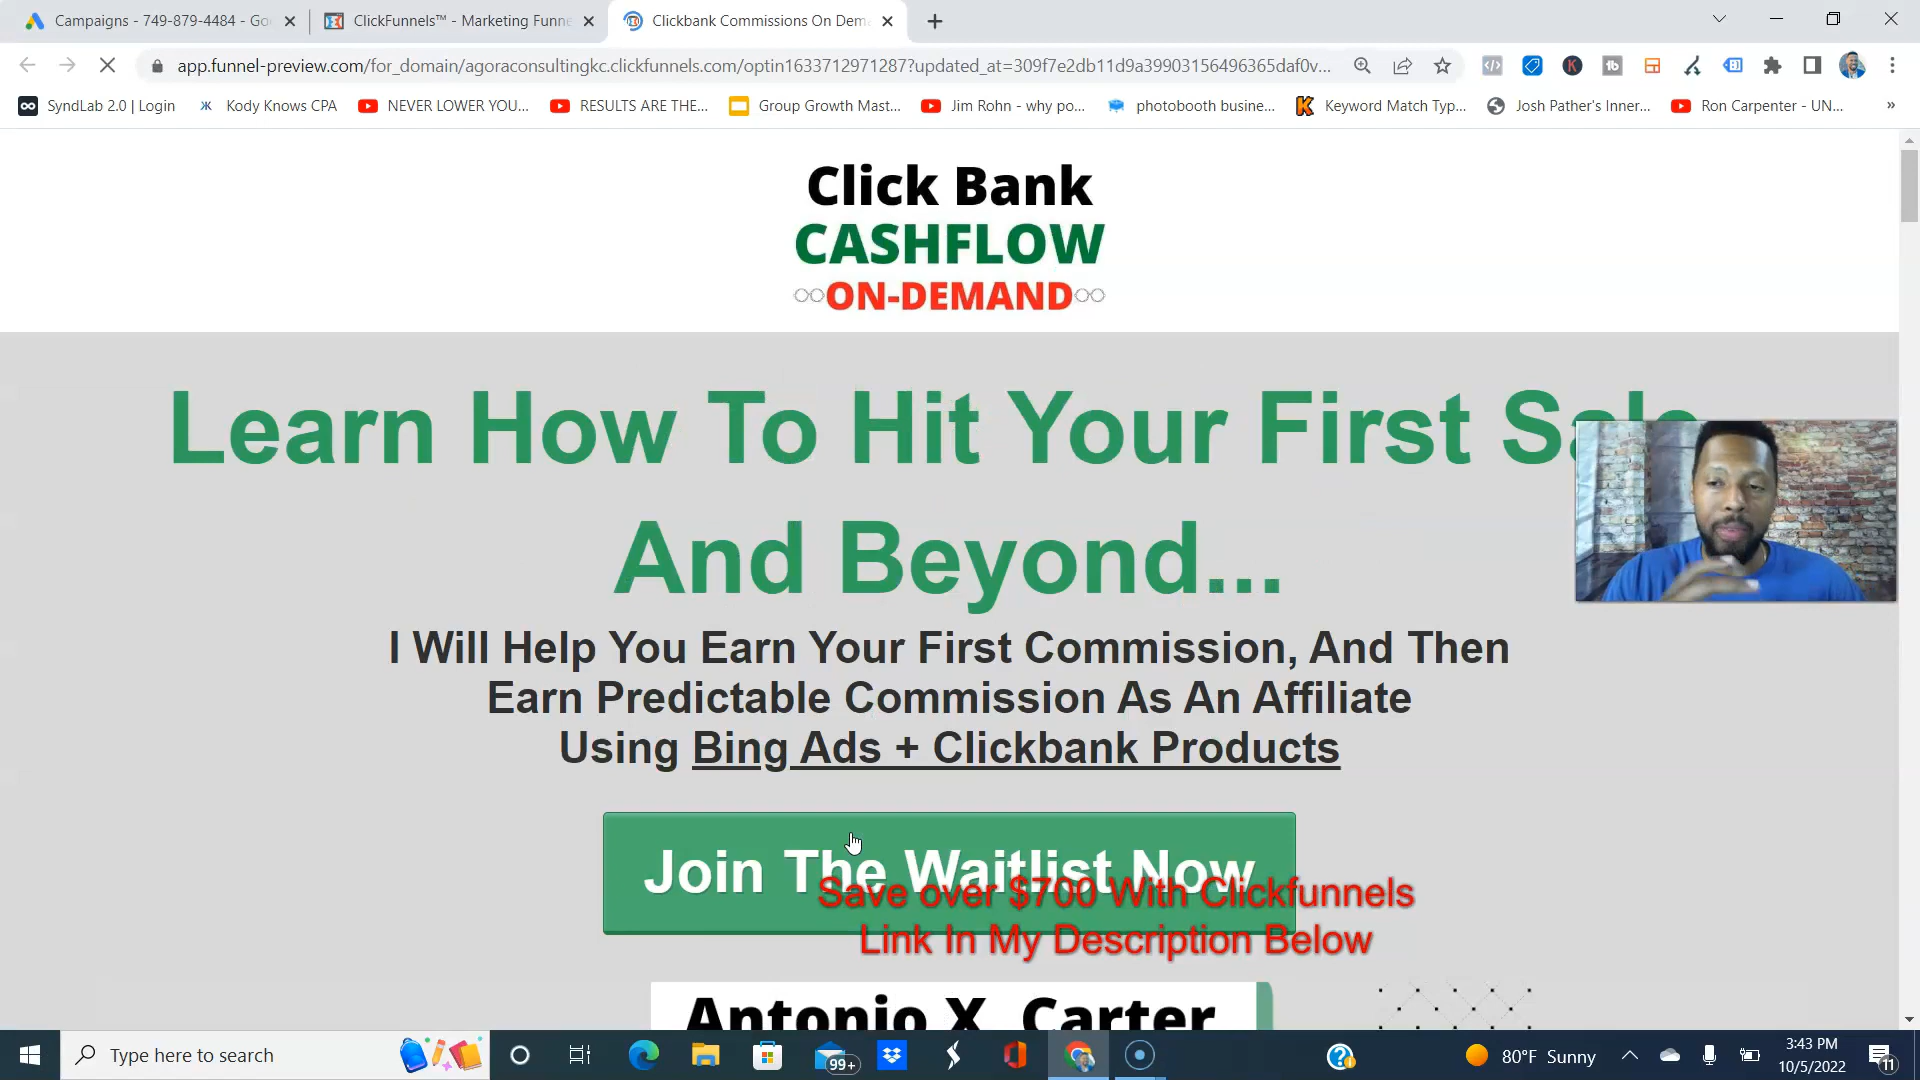 Campaigns - 749-879-4484 - Go
ClickFunnels™ - Marketing Funne
Clickbank Commissions On Dem
app.funnel-preview.com/for_domain/agoraconsultingkc.clickfunnels.com/optin1633712971287?updated_at=309f7e2db11d9a39903156496365daf0v...
SyndLab 2.0 | Login
Kody Knows CPA
NEVER LOWER YOU...
RESULTS ARE THE...
Group Growth Mast...
Jim Rohn - why po...
photobooth busine...
Keyword Match Typ...
Josh Pather's Inner...
Ron Carpenter - UN...
»
Click Bank
CASHFLOW
ON-DEMAND
Learn How To Hit Your First Sale
And Beyond...
I Will Help You Earn Your First Commission, And Then
Earn Predictable Commission As An Affiliate
Using Bing Ads + Clickbank Products
Join The Waitlist Now
Save over $700 With Clickfunnels
Link In My Description Below
Antonio X. Carter
Type here to search
99+
80°F Sunny
3:43 PM
10/5/2022
11